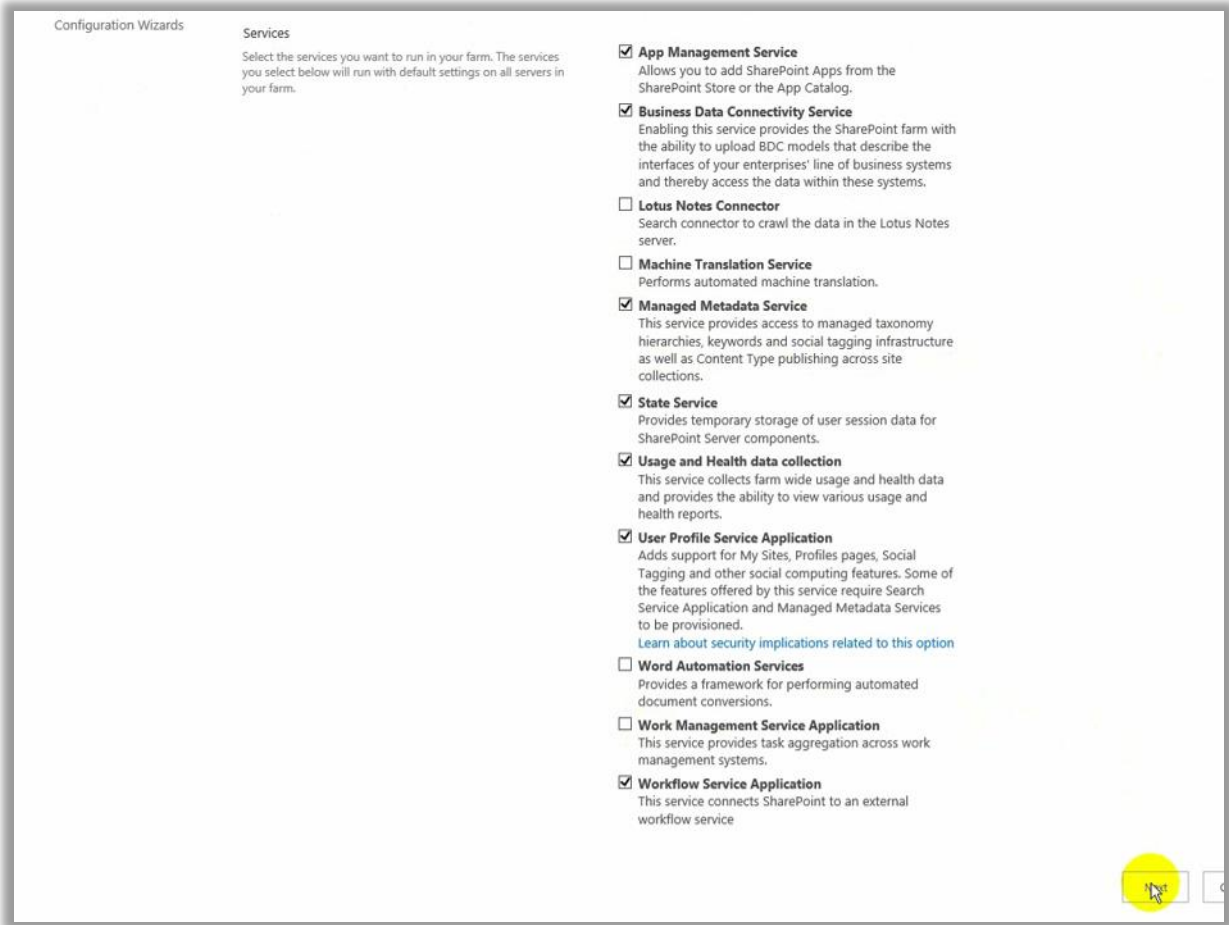 Configuration Wizards
Services
Select the services you want to run in your farm. The services
you select below will run with default settings on all servers in
your farm.
App Management Service
Allows you to add SharePoint Apps from the
SharePoint Store or the App Catalog.
Business Data Connectivity Service
Enabling this service provides the SharePoint farm with
the ability to upload BDC models that describe the
interfaces of your enterprises' line of business systems
and thereby access the data within these systems.
Lotus Notes Connector
Search connector to crawl the data in the Lotus Notes
server.
Machine Translation Service
Performs automated machine translation.
Managed Metadata Service
This service provides access to managed taxonomy
hierarchies, keywords and social tagging infrastructure
as well as Content Type publishing across site
collections.
State Service
Provides temporary storage of user session data for
SharePoint Server components.
Usage and Health data collection
This service collects farm wide usage and health data
and provides the ability to view various usage and
health reports.
User Profile Service Application
Adds support for My Sites, Profiles pages, Social
Tagging and other social computing features. Some of
the features offered by this service require Search
Service Application and Managed Metadata Services
to be provisioned.
Learn about security implications related to this option
Word Automation Services
Provides a framework for performing automated
document conversions.
Work Management Service Application
This service provides task aggregation across work
management systems.
Workflow Service Application
This service connects SharePoint to an external
workflow service
Next